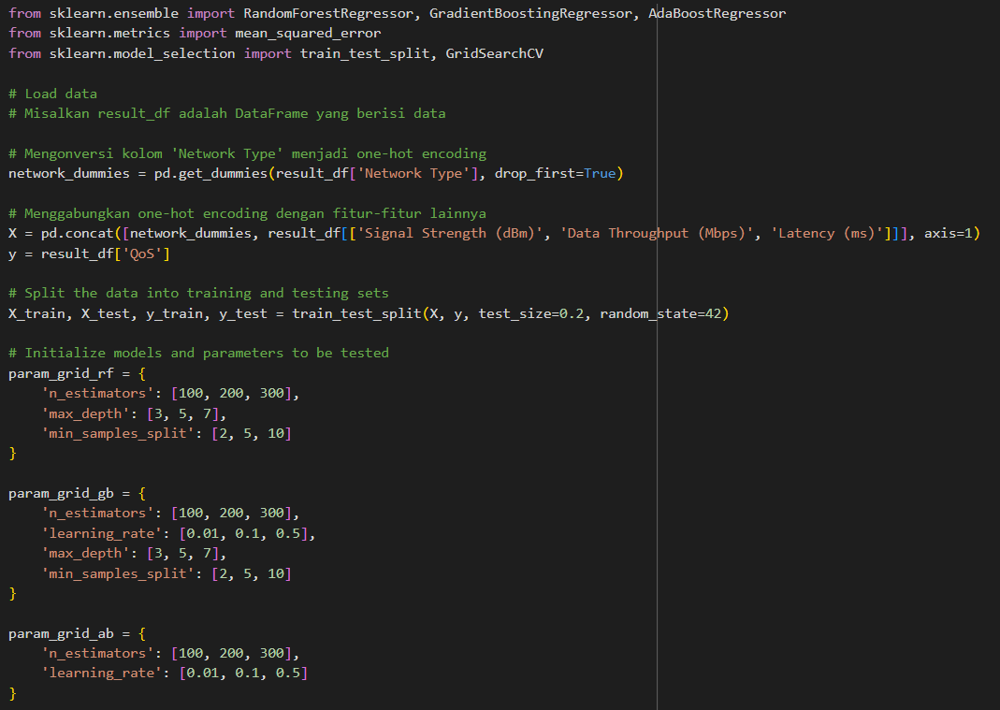 from sklearn.ensemble import RandomForestRegressor, GradientBoostingRegressor, AdaBoostRegressor
from sklearn.metrics import mean_squared_error
from sklearn.model_selection import train_test_split, GridSearchCV

# Load data
# Misalkan result_df adalah DataFrame yang berisi data

# Mengonversi kolom 'Network Type' menjadi one-hot encoding
network_dummies = pd.get_dummies(result_df['Network Type'], drop_first=True)

# Menggabungkan one-hot encoding dengan fitur-fitur lainnya
X = pd.concat([network_dummies, result_df[['Signal Strength (dBm)', 'Data Throughput (Mbps)', 'Latency (ms)']]], axis=1)
y = result_df['QoS']

# Split the data into training and testing sets
X_train, X_test, y_train, y_test = train_test_split(X, y, test_size=0.2, random_state=42)

# Initialize models and parameters to be tested
param_grid_rf = {
    'n_estimators': [100, 200, 300],
    'max_depth': [3, 5, 7],
    'min_samples_split': [2, 5, 10]
}

param_grid_gb = {
    'n_estimators': [100, 200, 300],
    'learning_rate': [0.01, 0.1, 0.5],
    'max_depth': [3, 5, 7],
    'min_samples_split': [2, 5, 10]
}

param_grid_ab = {
    'n_estimators': [100, 200, 300],
    'learning_rate': [0.01, 0.1, 0.5]
}